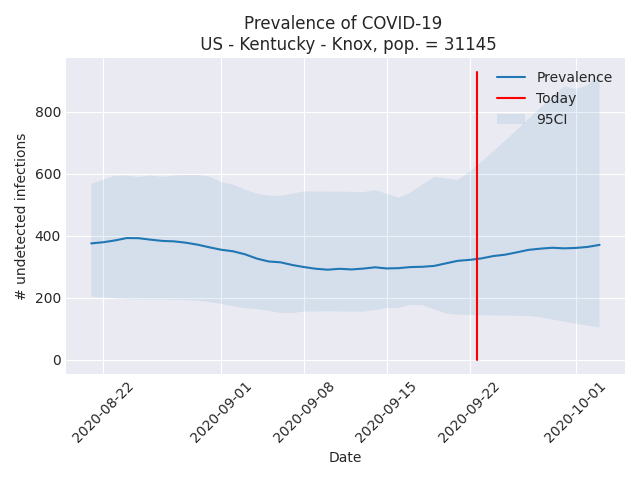 Prevalence of COVID-19
US - Kentucky - Knox, pop. = 31145
Prevalence
Today
95CI
# undetected infections
800
600
400
200
0
2020-08-22
2020-09-01
2020-09-08
2020-09-15
2020-09-22
2020-10-01
Date